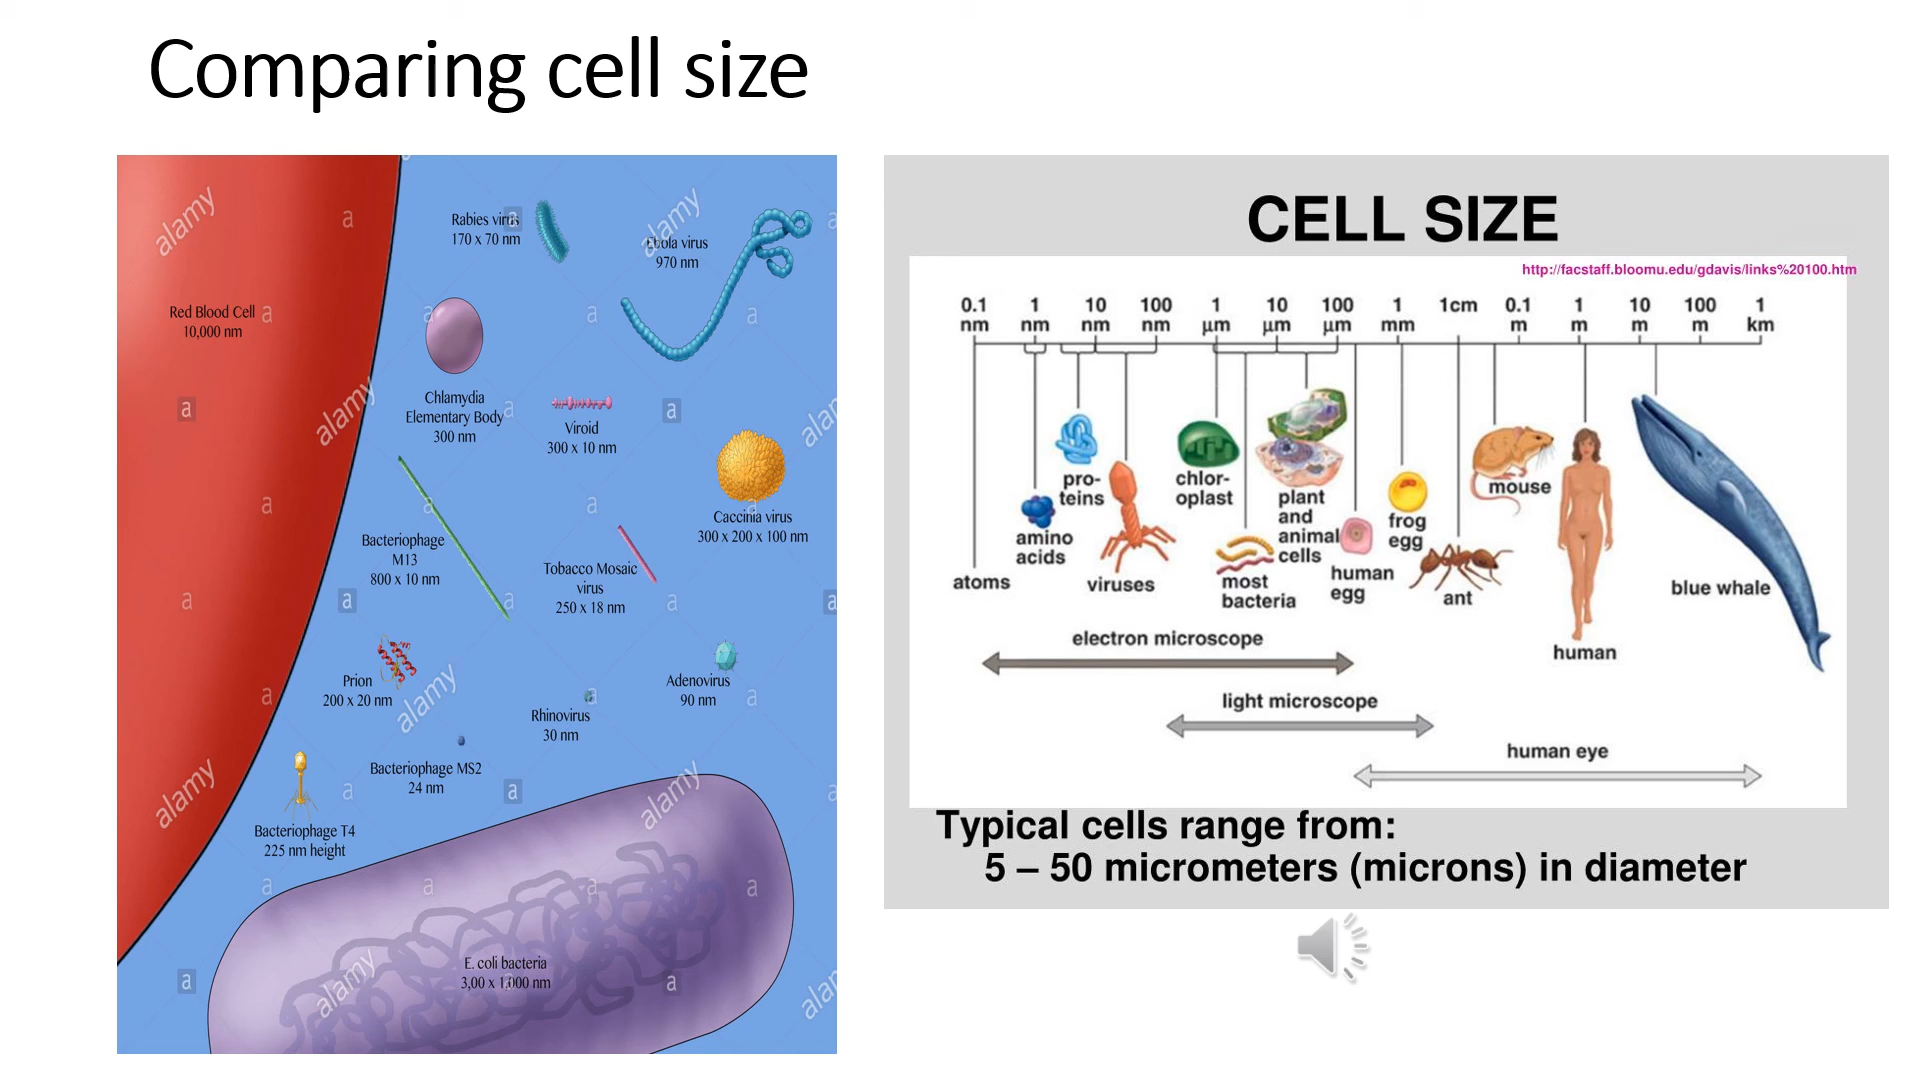 Comparing cell size
Rabies virus
170 x 70 nm
Ebola virus
970 nm
Red Blood Cell
10,000 nm
Chlamydia
Elementary Body
300 nm
Viroid
300 x 10 nm
Caccinia virus
300 x 200 x 100 nm
Bacteriophage
M13
800 x 10 nm
Tobacco Mosaic
virus
250 x 18 nm
Prion
200 x 20 nm
Adenovirus
90 nm
Rhinovirus
30 nm
Bacteriophage MS2
24 nm
Bacteriophage T4
225 nm height
E. coli bacteria
3,00 x 1,000 nm
alamy
alamy
alamy
alamy
alamy
alamy
alamy
CELL SIZE
http://facstaff.bloomu.edu/gdavis/links%20100.htm
0.1 1 10 100 1 10 100 1 1cm 0.1 1 10 100 1
nm nm nm nm µm µm µm mm m m m m km
pro-
teins
chlor-
oplast
plant
and
animal
cells
mouse
frog
egg
amino
acids
atoms
viruses
most
bacteria
human
egg
ant
blue whale
human
electron microscope
light microscope
human eye
Typical cells range from:
5 – 50 micrometers (microns) in diameter